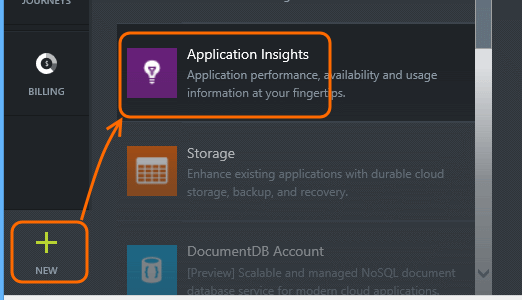 JOURNEYS
BILLING
NEW
Application Insights
Application performance, availability and usage
information at your fingertips.
Storage
Enhance existing applications with durable cloud
storage, backup, and recovery.
DocumentDB Account
[Preview] Scalable and managed NoSQL document
database service for modern cloud applications.